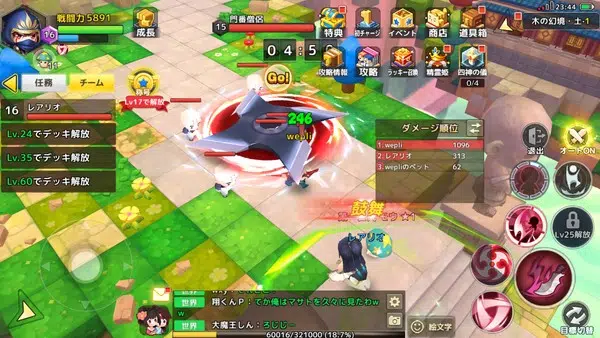 戦闘力5891
16
成長
門番僧侶
04:5
特典
初チャージ
イベント
商店
道具箱
23:44
木の幻境・土-1
任務
チーム
称号
Lv17で解放
Go!
攻略情報
攻略
ラッキー召喚
精霊姫
四神の儀
0/4
16 レアリオ
Lv.24でデッキ解放
Lv.35でデッキ解放
Lv.60でデッキ解放
246
wepli
ダメージ順位
1.wepli 1096
2.レアリオ 313
3.wepliのペット 62
退出
オートON
鼓舞
レアリオ
Lv25解放
世界 翔くんP:てか俺はマサトを久々に見たわw
w
世界 大魔王しん:ろじじー
絵文字
目標切替
60016/321000 (18.7%)